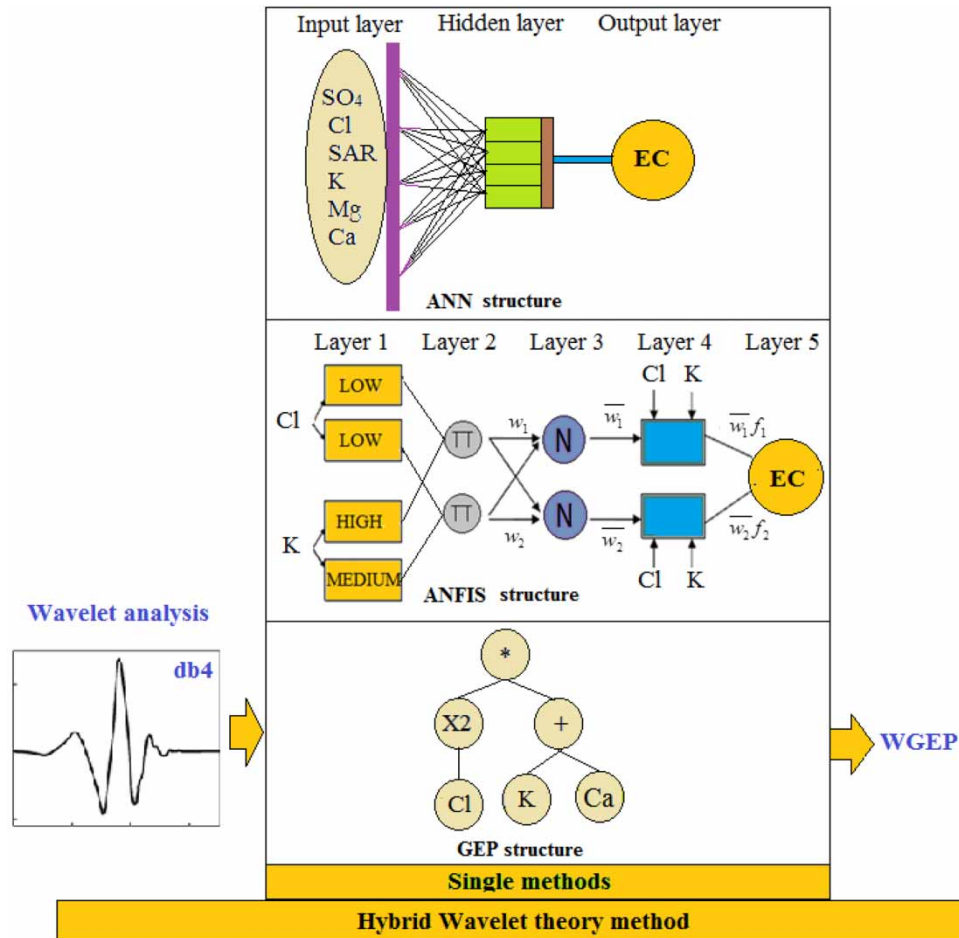 Input layer Hidden layer Output layer
SO₄
Cl
SAR
K
Mg
Ca
EC
ANN structure
Layer 1 Layer 2 Layer 3 Layer 4 Layer 5
Cl K
LOW
Cl
LOW
TT
w₁
N
w̅₁
w̅₁f₁
EC
HIGH
K
MEDIUM
TT
w₂
N
w̅₂
w̅₂f₂
Cl K
ANFIS structure
Wavelet analysis
db4
*
X2 +
Cl K Ca
GEP structure
WGEP
Single methods
Hybrid Wavelet theory method